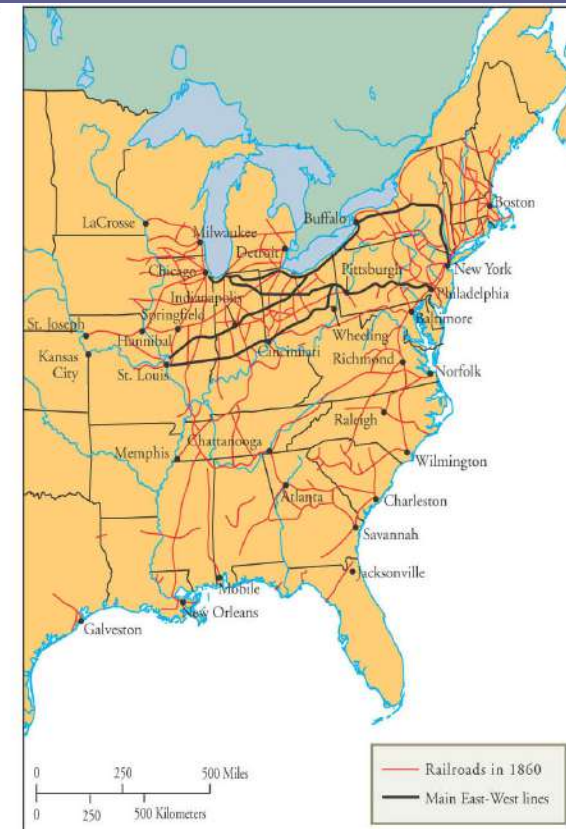 Boston
Buffalo
LaCrosse
Milwaukee
Detroit
Chicago
Pittsburgh
New York
Philadelphia
Indianapolis
Springfield
Baltimore
St. Joseph
Hannibal
Wheeling
Cincinnati
Kansas
City
Richmond
St. Louis
Norfolk
Raleigh
Chattanooga
Memphis
Wilmington
Atlanta
Charleston
Savannah
Jacksonville
Mobile
New Orleans
Galveston
0 250 500 Miles
0 250 500 Kilometers
Railroads in 1860
Main East-West lines